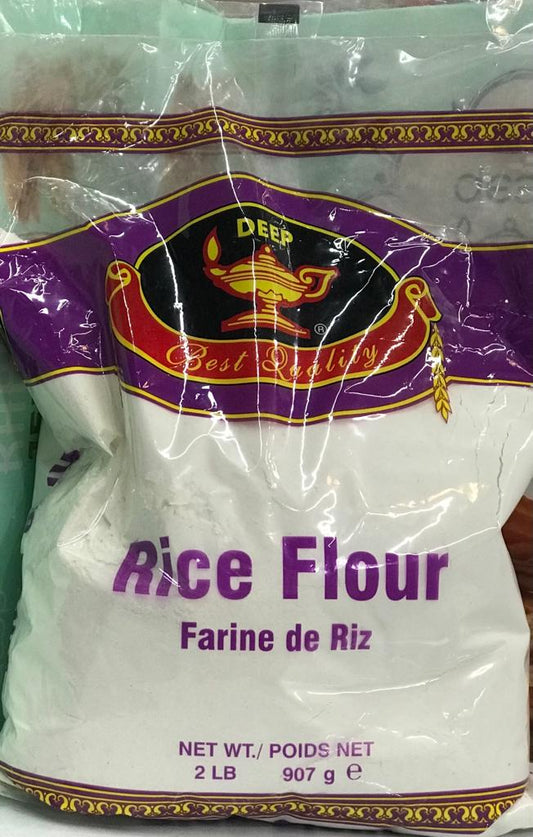 DEEP
®
Best Quality
Rice Flour
Farine de Riz
NET WT./ POIDS NET
2 LB 907 g e